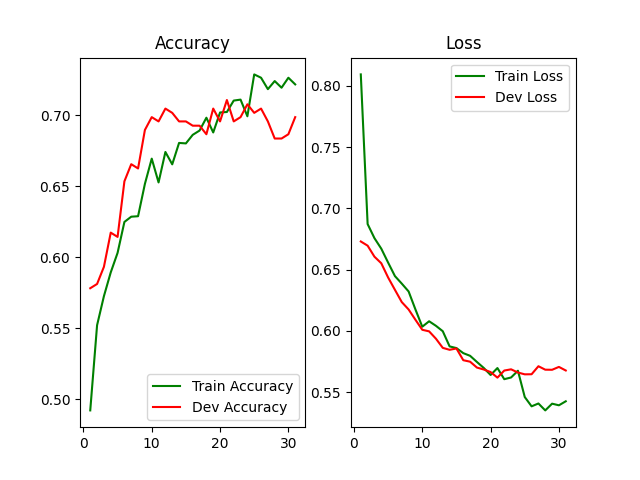 Accuracy
0.70
0.65
0.60
0.55
0.50
0 10 20 30
Train Accuracy
Dev Accuracy
Loss
0.80
0.75
0.70
0.65
0.60
0.55
0 10 20 30
Train Loss
Dev Loss